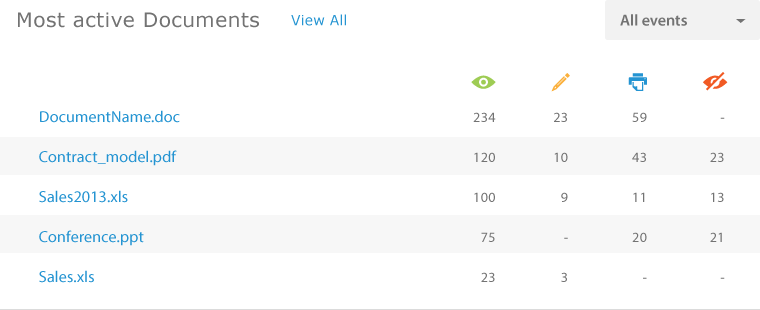 Most active Documents View All All events
DocumentName.doc 234 23 59 -
Contract_model.pdf 120 10 43 23
Sales2013.xls 100 9 11 13
Conference.ppt 75 - 20 21
Sales.xls 23 3 - -